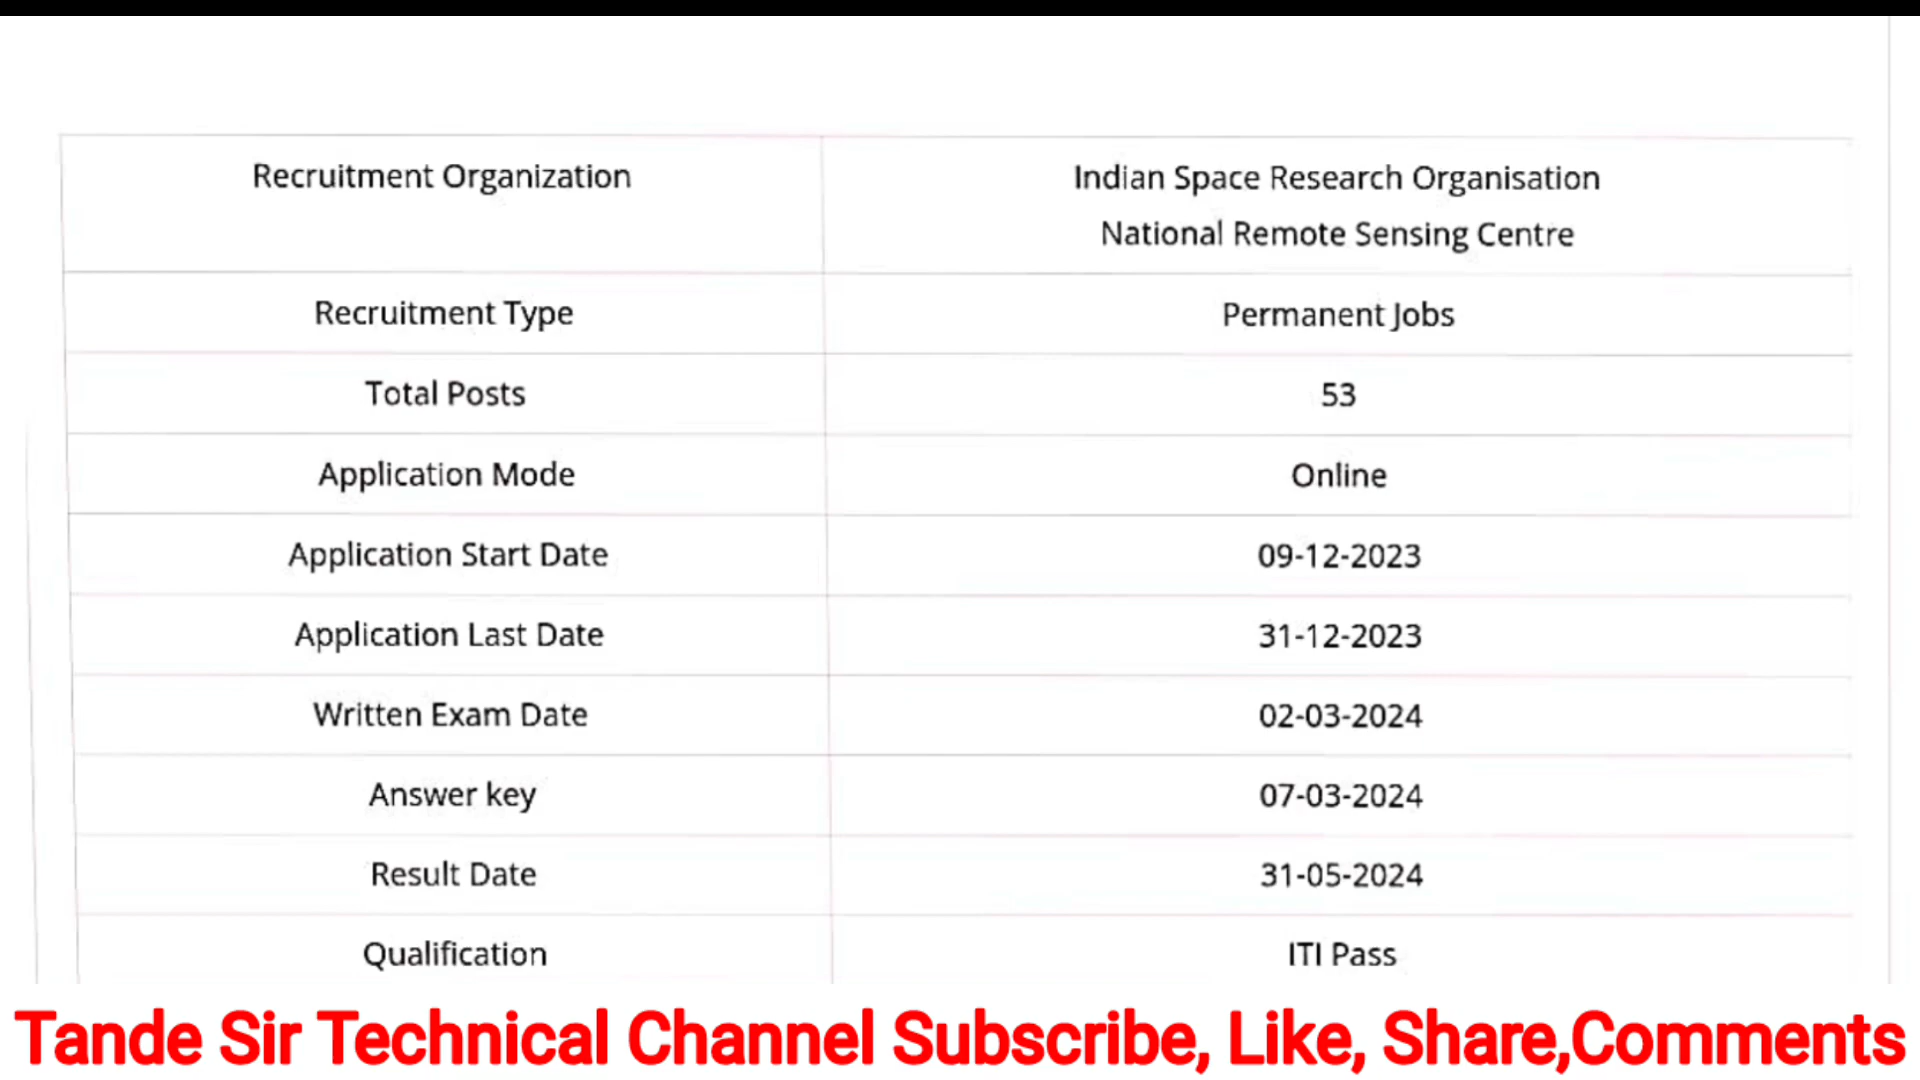 Recruitment Organization
Indian Space Research Organisation
National Remote Sensing Centre
Recruitment Type
Permanent Jobs
Total Posts
53
Application Mode
Online
Application Start Date
09-12-2023
Application Last Date
31-12-2023
Written Exam Date
02-03-2024
Answer key
07-03-2024
Result Date
31-05-2024
Qualification
ITI Pass
Tande Sir Technical Channel Subscribe, Like, Share,Comments